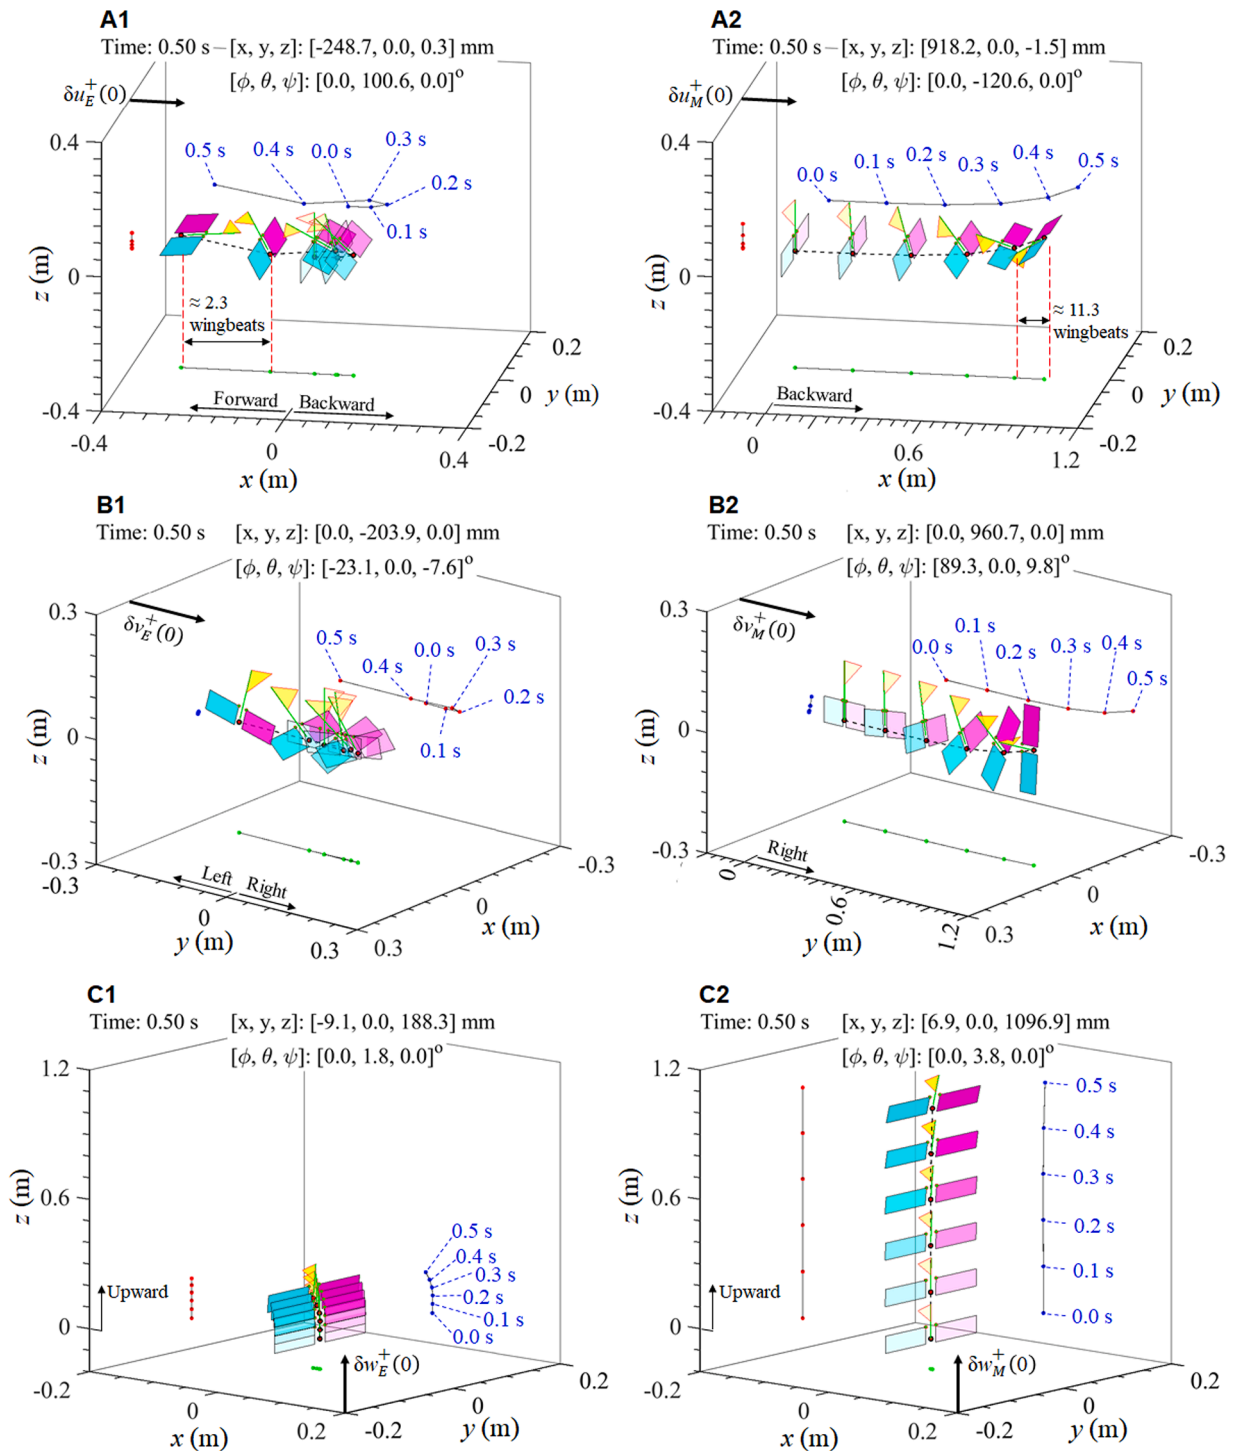 A1
Time: 0.50 s – [x, y, z]: [-248.7, 0.0, 0.3] mm
[ϕ, θ, ψ]: [0.0, 100.6, 0.0]°
δu_E^+(0)
0.4
0
-0.4
z (m)
0.5 s
0.4 s
0.0 s
0.3 s
0.2 s
0.1 s
≈ 2.3
wingbeats
Forward
Backward
-0.4
0
0.4
x (m)
0.2
0
-0.2
y (m)
A2
Time: 0.50 s – [x, y, z]: [918.2, 0.0, -1.5] mm
[ϕ, θ, ψ]: [0.0, -120.6, 0.0]°
δu_M^+(0)
0.4
0
-0.4
z (m)
0.0 s
0.1 s
0.2 s
0.3 s
0.4 s
0.5 s
≈ 11.3
wingbeats
Backward
0
0.6
1.2
x (m)
0.2
0
-0.2
y (m)
B1
Time: 0.50 s [x, y, z]: [0.0, -203.9, 0.0] mm
[ϕ, θ, ψ]: [-23.1, 0.0, -7.6]°
δv_E^+(0)
0.3
0
-0.3
z (m)
0.5 s
0.4 s
0.0 s
0.3 s
0.2 s
0.1 s
Left
Right
-0.3
0
0.3
y (m)
-0.3
0
0.3
x (m)
B2
Time: 0.50 s [x, y, z]: [0.0, 960.7, 0.0] mm
[ϕ, θ, ψ]: [89.3, 0.0, 9.8]°
δv_M^+(0)
0.3
0
-0.3
z (m)
0.0 s
0.1 s
0.2 s
0.3 s
0.4 s
0.5 s
Right
0
0.6
1.2
y (m)
-0.3
0
0.3
x (m)
C1
Time: 0.50 s [x, y, z]: [-9.1, 0.0, 188.3] mm
[ϕ, θ, ψ]: [0.0, 1.8, 0.0]°
1.2
0.6
0
z (m)
Upward
0.5 s
0.4 s
0.3 s
0.2 s
0.1 s
0.0 s
δw_E^+(0)
-0.2
0
0.2
x (m)
0.2
0
-0.2
y (m)
C2
Time: 0.50 s [x, y, z]: [6.9, 0.0, 1096.9] mm
[ϕ, θ, ψ]: [0.0, 3.8, 0.0]°
1.2
0.6
0
z (m)
Upward
0.5 s
0.4 s
0.3 s
0.2 s
0.1 s
0.0 s
δw_M^+(0)
-0.2
0
0.2
x (m)
0.2
0
-0.2
y (m)